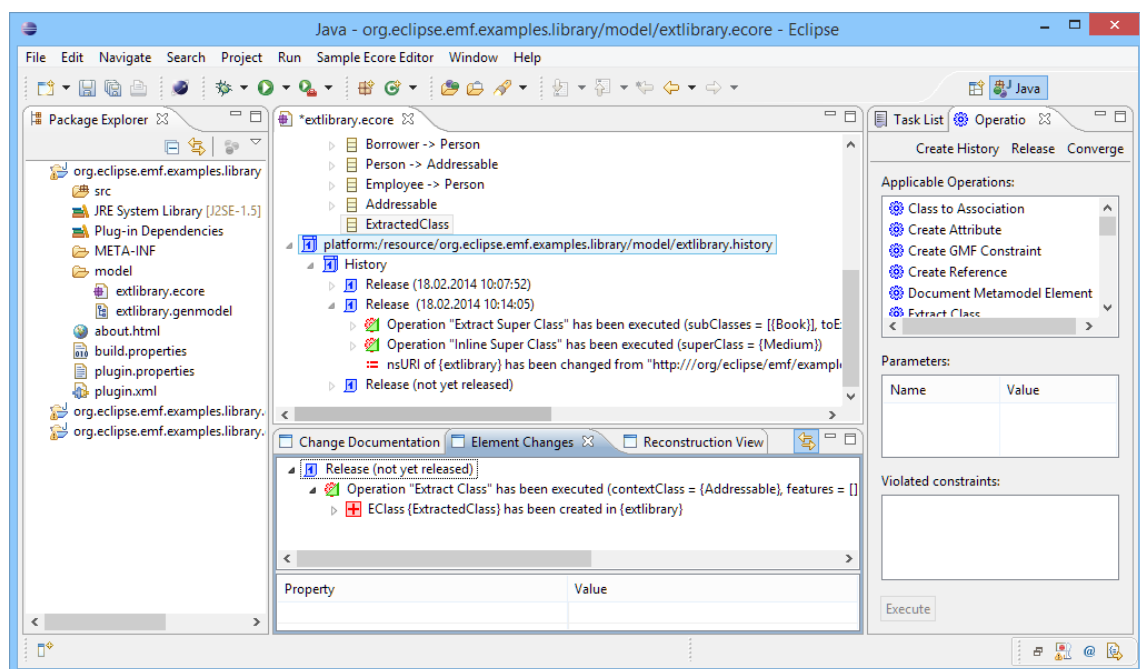 Java - org.eclipse.emf.examples.library/model/extlibrary.ecore - Eclipse
File Edit Navigate Search Project Run Sample Ecore Editor Window Help
Java
Package Explorer
org.eclipse.emf.examples.library
src
JRE System Library [J2SE-1.5]
Plug-in Dependencies
META-INF
model
extlibrary.ecore
extlibrary.genmodel
about.html
build.properties
plugin.properties
plugin.xml
org.eclipse.emf.examples.library.
org.eclipse.emf.examples.library.
*extlibrary.ecore
Borrower -> Person
Person -> Addressable
Employee -> Person
Addressable
ExtractedClass
platform:/resource/org.eclipse.emf.examples.library/model/extlibrary.history
History
Release (18.02.2014 10:07:52)
Release (18.02.2014 10:14:05)
Operation "Extract Super Class" has been executed (subClasses = [{Book}], toE
Operation "Inline Super Class" has been executed (superClass = {Medium})
nsURI of {extlibrary} has been changed from "http:///org/eclipse/emf/example
Release (not yet released)
Change Documentation Element Changes Reconstruction View
Release (not yet released)
Operation "Extract Class" has been executed (contextClass = {Addressable}, features = []
EClass {ExtractedClass} has been created in {extlibrary}
Property Value
Task List Operatio
Create History Release Converge
Applicable Operations:
Class to Association
Create Attribute
Create GMF Constraint
Create Reference
Document Metamodel Element
Extract Class
Parameters:
Name Value
Violated constraints:
Execute